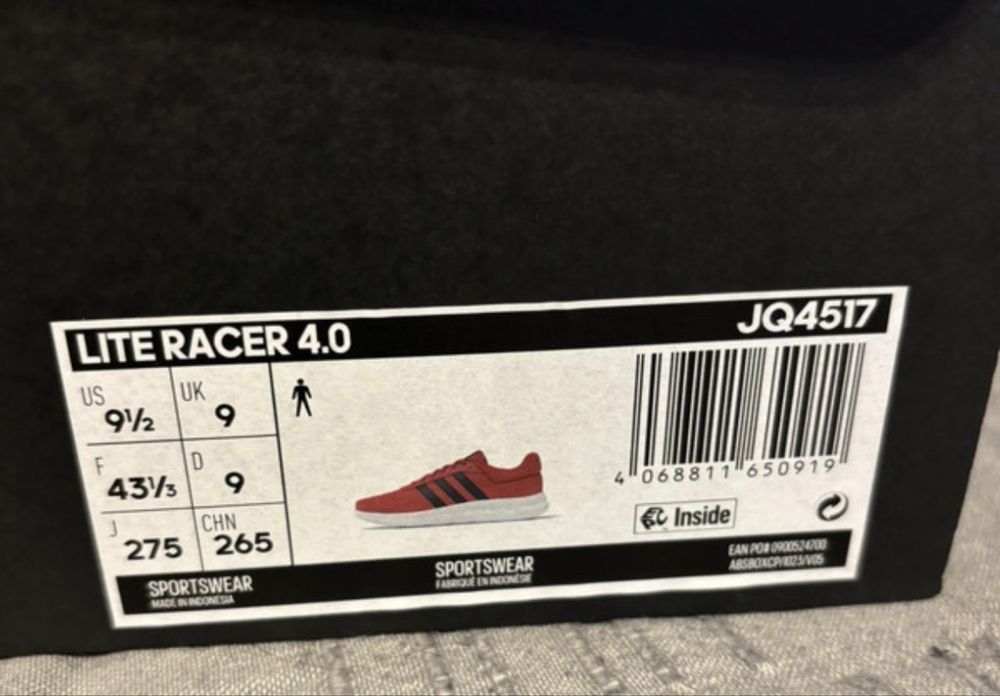 LITE RACER 4.0
JQ4517
US 9½
UK 9
F 43⅓
D 9
J 275
CHN 265
4 068811 650919
Inside
SPORTSWEAR
MADE IN INDONESIA
SPORTSWEAR
FABRIQUÉ EN INDONÉSIE
EAN PO# 0900524700
ABSBOXCP/1023/V05